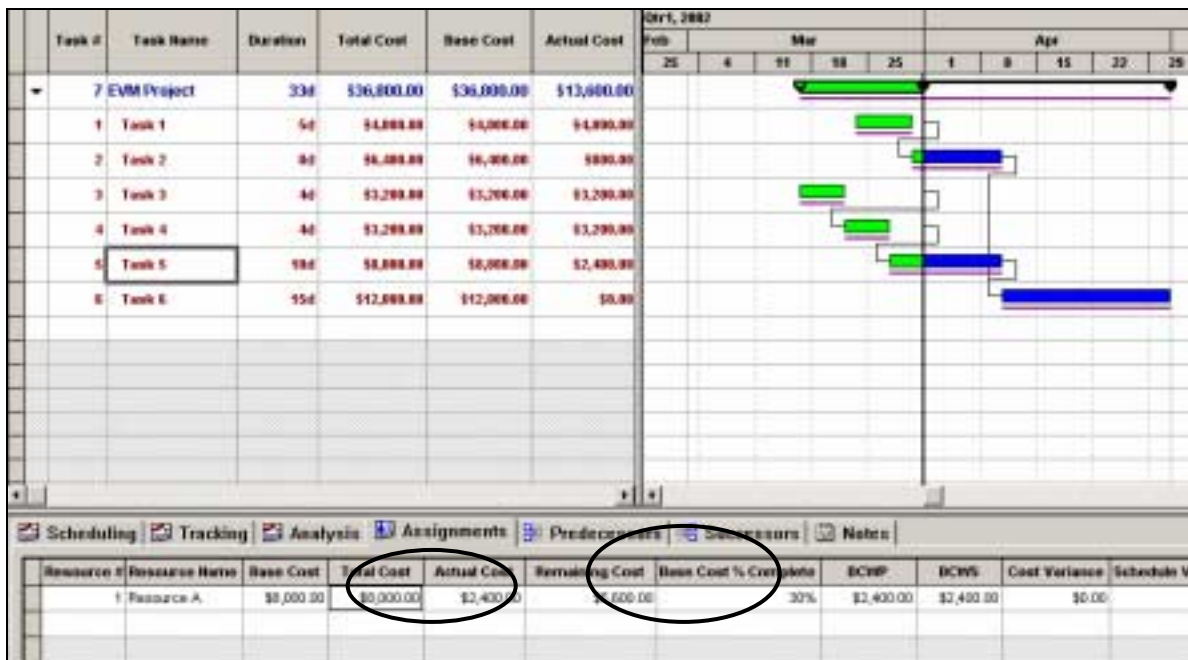 Qtr1, 2002
Task # Task Name Duration Total Cost Base Cost Actual Cost Feb Mar Apr
25 4 11 18 25 1 8 15 22 29
7 EVM Project 33d $36,800.00 $36,800.00 $13,600.00
1 Task 1 5d $4,000.00 $4,000.00 $4,000.00
2 Task 2 8d $6,400.00 $6,400.00 $800.00
3 Task 3 4d $3,200.00 $3,200.00 $3,200.00
4 Task 4 4d $3,200.00 $3,200.00 $3,200.00
5 Task 5 10d $8,000.00 $8,000.00 $2,400.00
6 Task 6 15d $12,000.00 $12,000.00 $0.00
Scheduling Tracking Analysis Assignments Predecessors Successors Notes
Resource # Resource Name Base Cost Total Cost Actual Cost Remaining Cost Base Cost % Complete BCWP BCWS Cost Variance Schedule V
1 Resource A $8,000.00 $8,000.00 $2,400.00 $5,600.00 30% $2,400.00 $2,400.00 $0.00